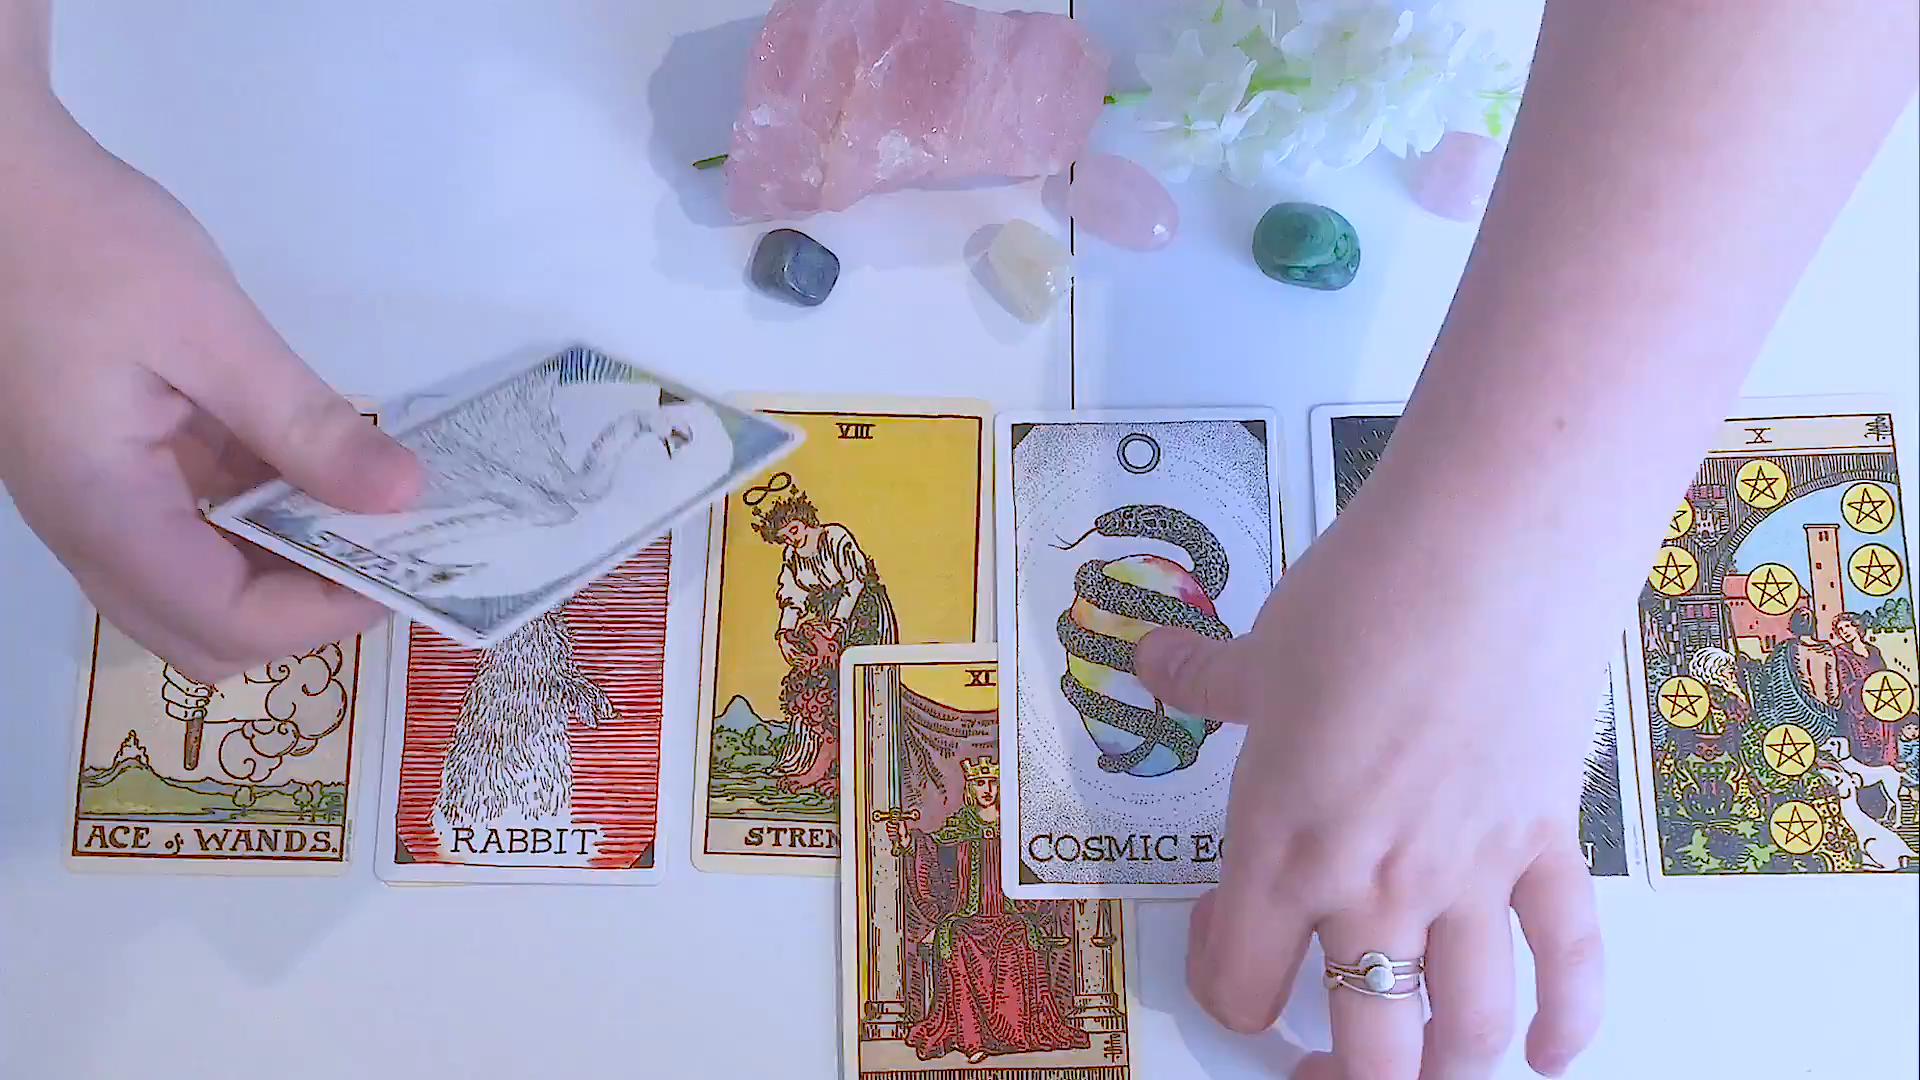 VIII
X
XI
ACE of WANDS.
RABBIT
STREN
COSMIC E